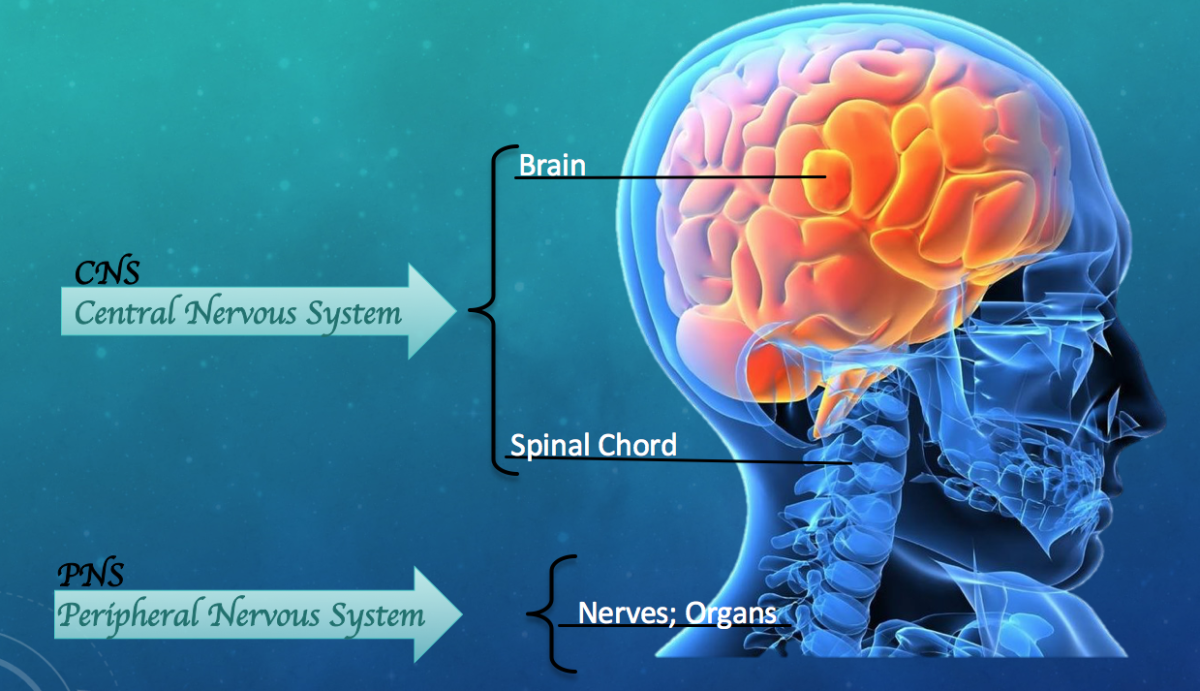 Brain
CNS
Central Nervous System
Spinal Chord
PNS
Peripheral Nervous System
Nerves; Organs